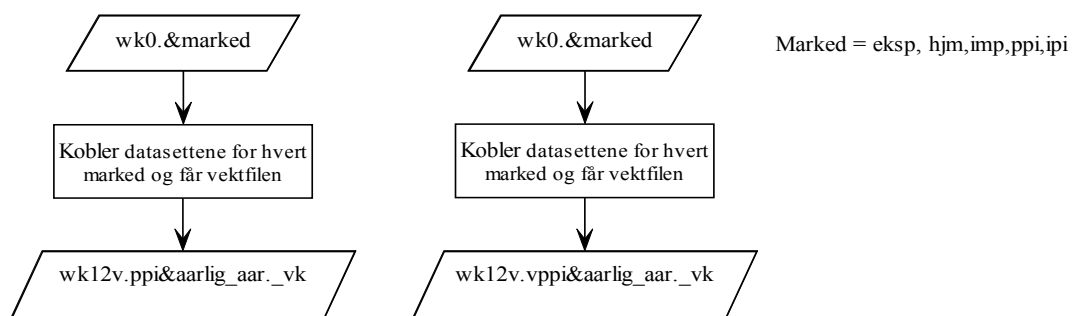 wk0.&marked
wk0.&marked
Marked = eksp, hjm,imp,ppi,ipi
Kobler datasettene for hvert
marked og får vektfilen
Kobler datasettene for hvert
marked og får vektfilen
wk12v.ppi&aarlig_aar._vk
wk12v.vppi&aarlig_aar._vk